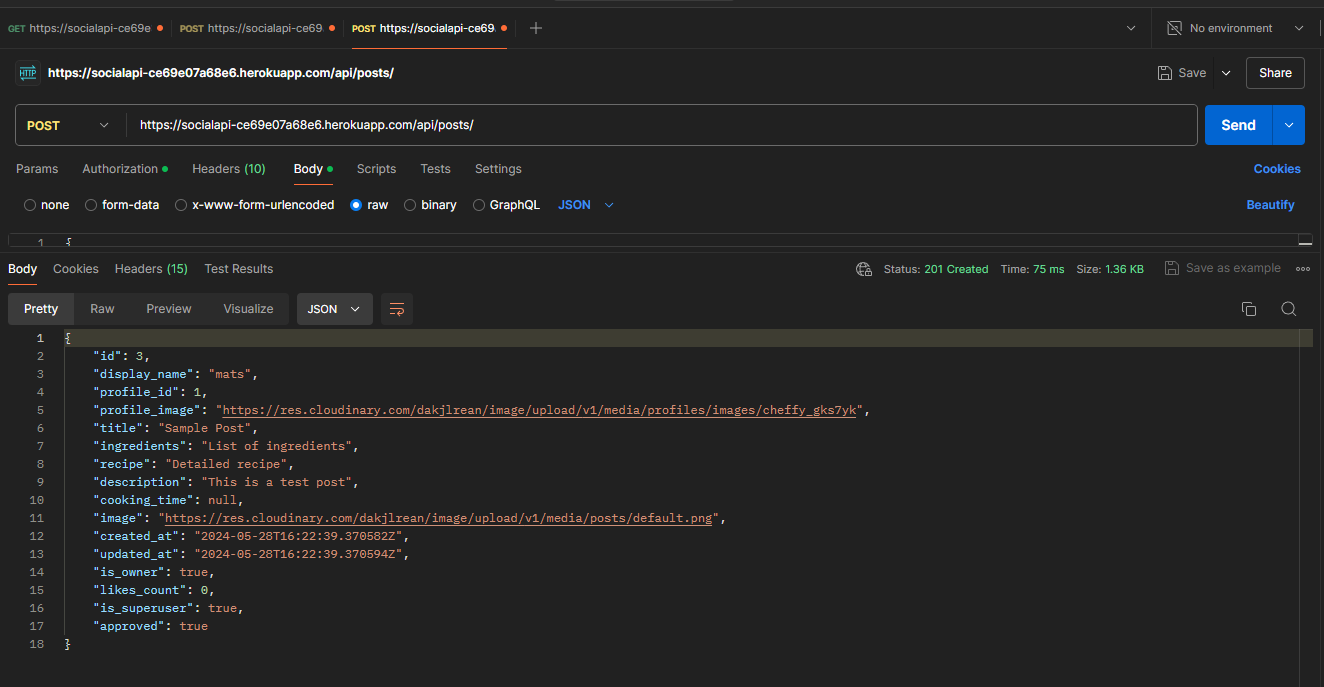 GET https://socialapi-ce69e POST https://socialapi-ce69 POST https://socialapi-ce69. No environment
HTTP https://socialapi-ce69e07a68e6.herokuapp.com/api/posts/ Save Share
POST https://socialapi-ce69e07a68e6.herokuapp.com/api/posts/ Send
Params Authorization Headers (10) Body Scripts Tests Settings Cookies
none form-data x-www-form-urlencoded raw binary GraphQL JSON Beautify
1 {
Body Cookies Headers (15) Test Results Status: 201 Created Time: 75 ms Size: 1.36 KB Save as example
Pretty Raw Preview Visualize JSON
1 {
2 "id": 3,
3 "display_name": "mats",
4 "profile_id": 1,
5 "profile_image": "https://res.cloudinary.com/dakjlrean/image/upload/v1/media/profiles/images/cheffy_gks7yk",
6 "title": "Sample Post",
7 "ingredients": "List of ingredients",
8 "recipe": "Detailed recipe",
9 "description": "This is a test post",
10 "cooking_time": null,
11 "image": "https://res.cloudinary.com/dakjlrean/image/upload/v1/media/posts/default.png",
12 "created_at": "2024-05-28T16:22:39.370582Z",
13 "updated_at": "2024-05-28T16:22:39.370594Z",
14 "is_owner": true,
15 "likes_count": 0,
16 "is_superuser": true,
17 "approved": true
18 }